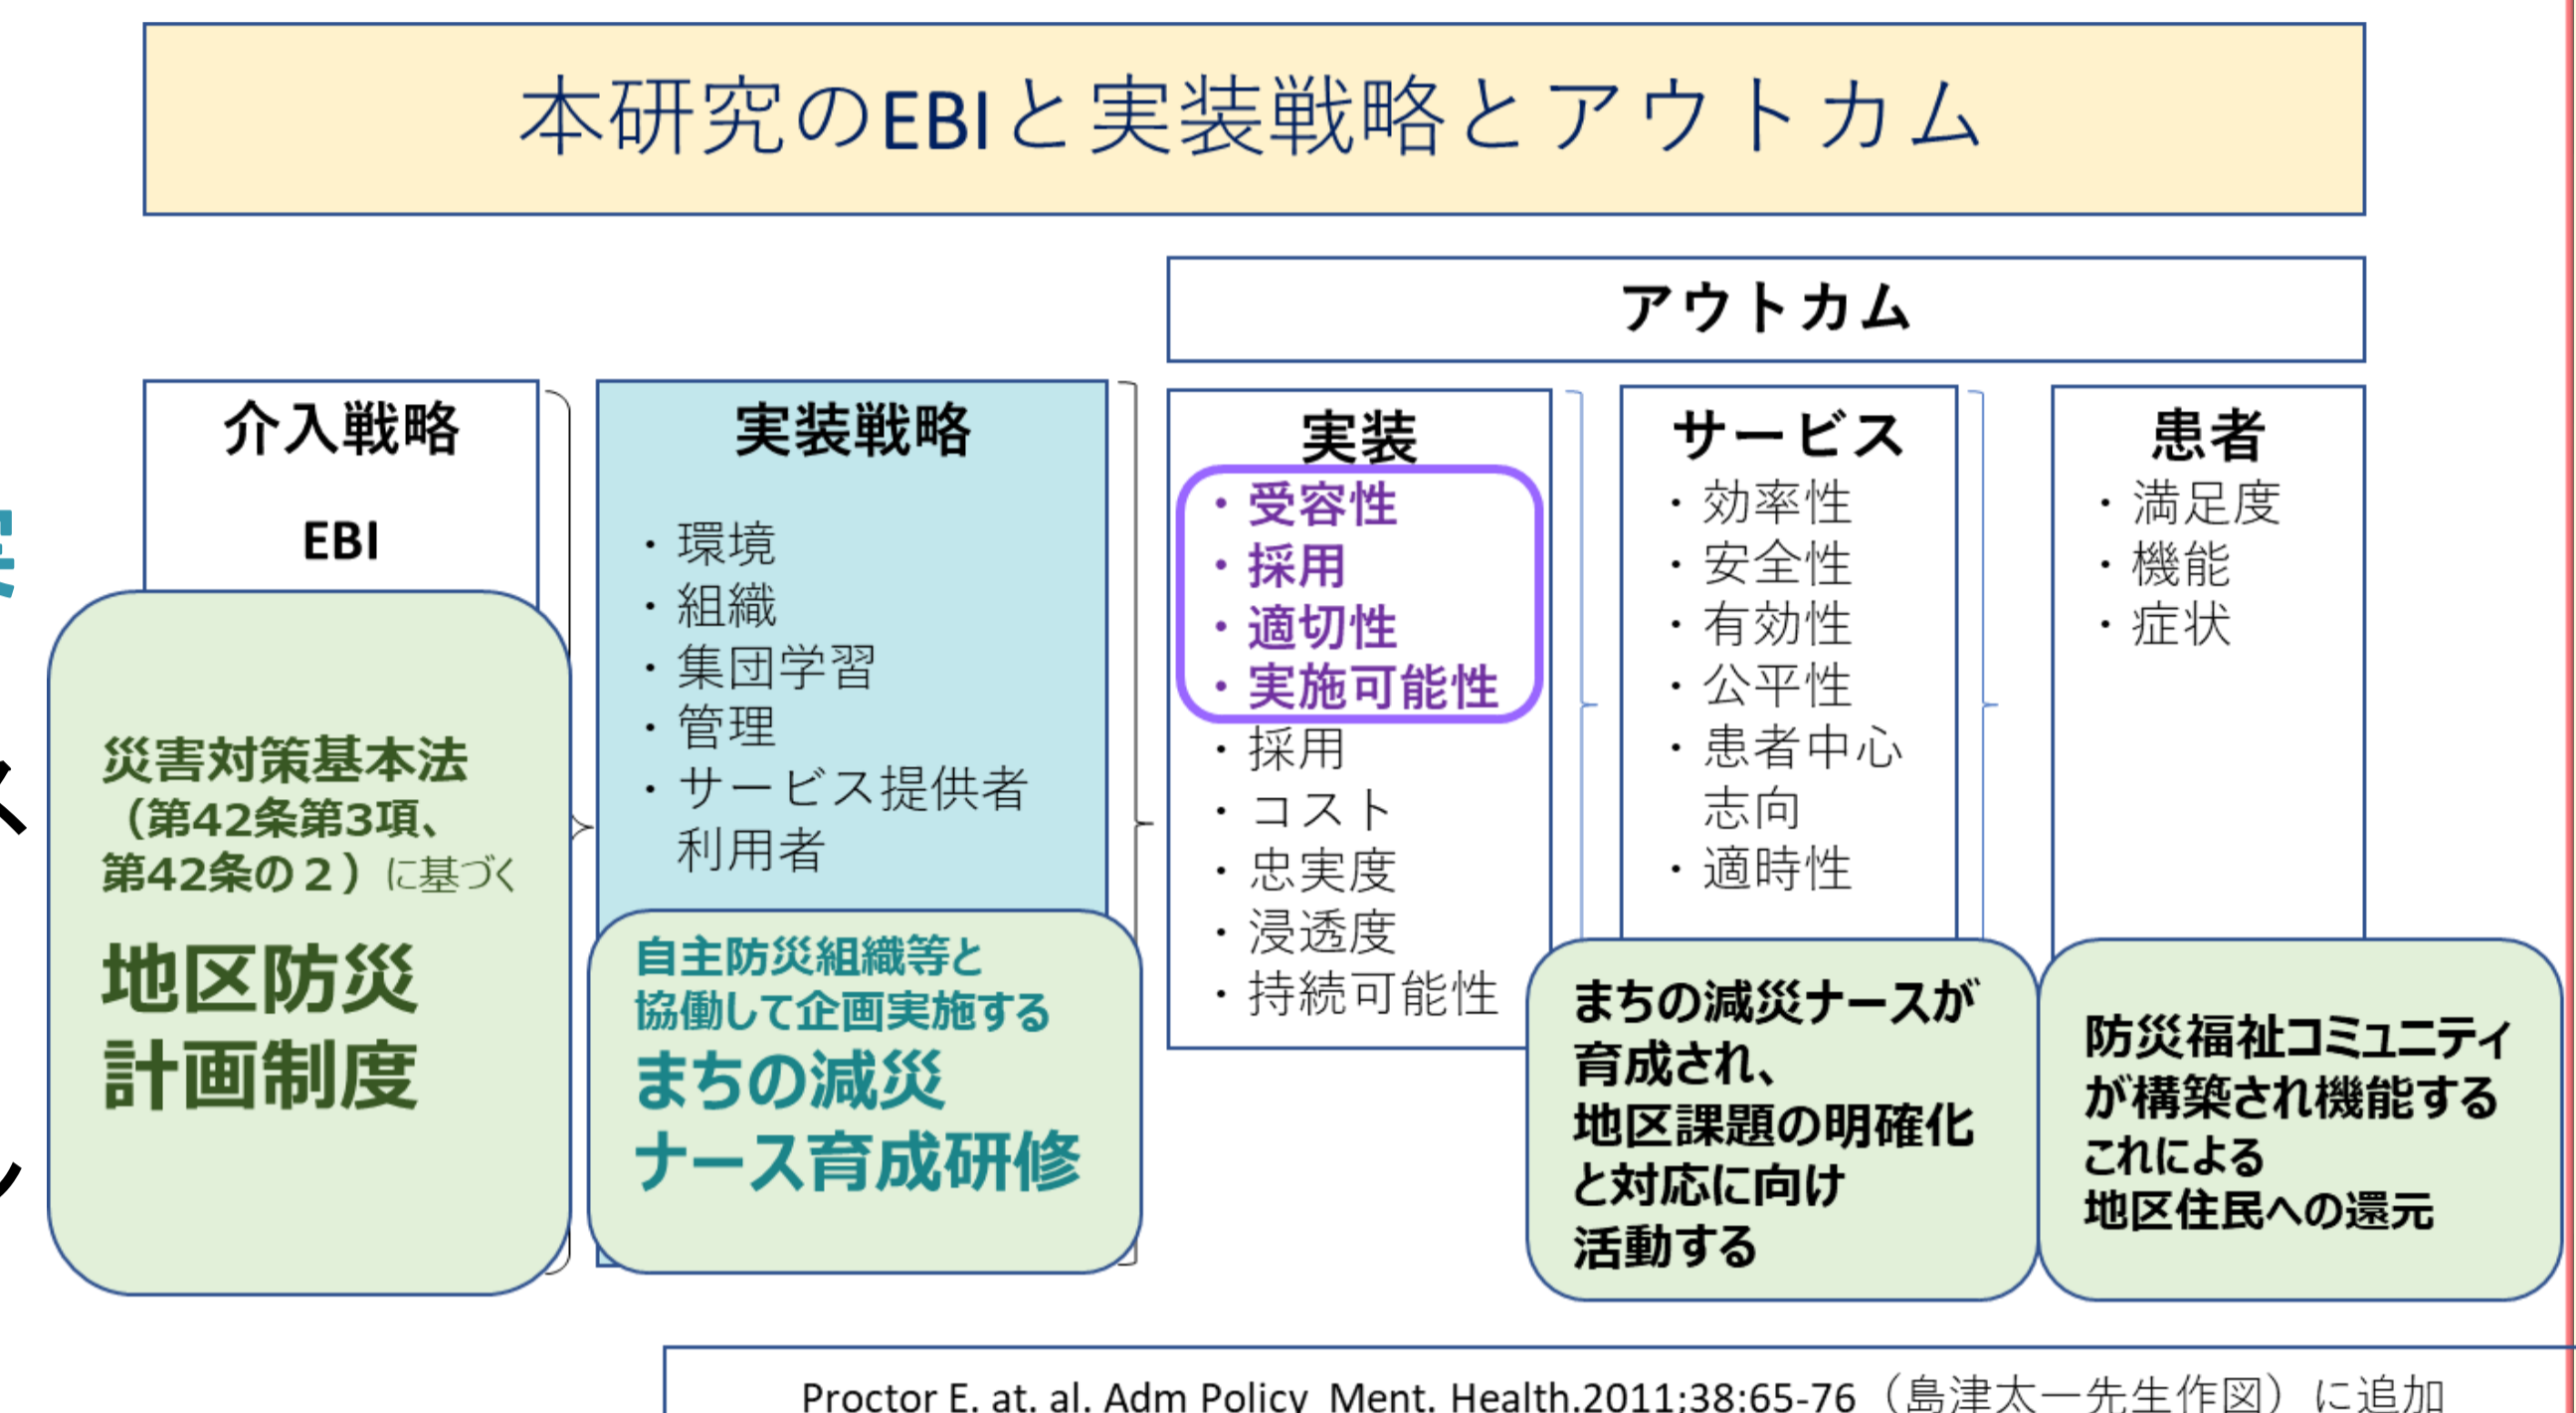 本研究のEBIと実装戦略とアウトカム
アウトカム
介入戦略
EBI
災害対策基本法
（第42条第3項、
第42条の２）に基づく
地区防災
計画制度
実装戦略
・環境
・組織
・集団学習
・管理
・サービス提供者
利用者
自主防災組織等と
協働して企画実施する
まちの減災
ナース育成研修
実装
・受容性
・採用
・適切性
・実施可能性
・採用
・コスト
・忠実度
・浸透度
・持続可能性
サービス
・効率性
・安全性
・有効性
・公平性
・患者中心
志向
・適時性
まちの減災ナースが
育成され、
地区課題の明確化
と対応に向け
活動する
患者
・満足度
・機能
・症状
防災福祉コミュニティ
が構築され機能する
これによる
地区住民への還元
Proctor E. at. al. Adm Policy Ment. Health.2011;38:65-76（島津太一先生作図）に追加